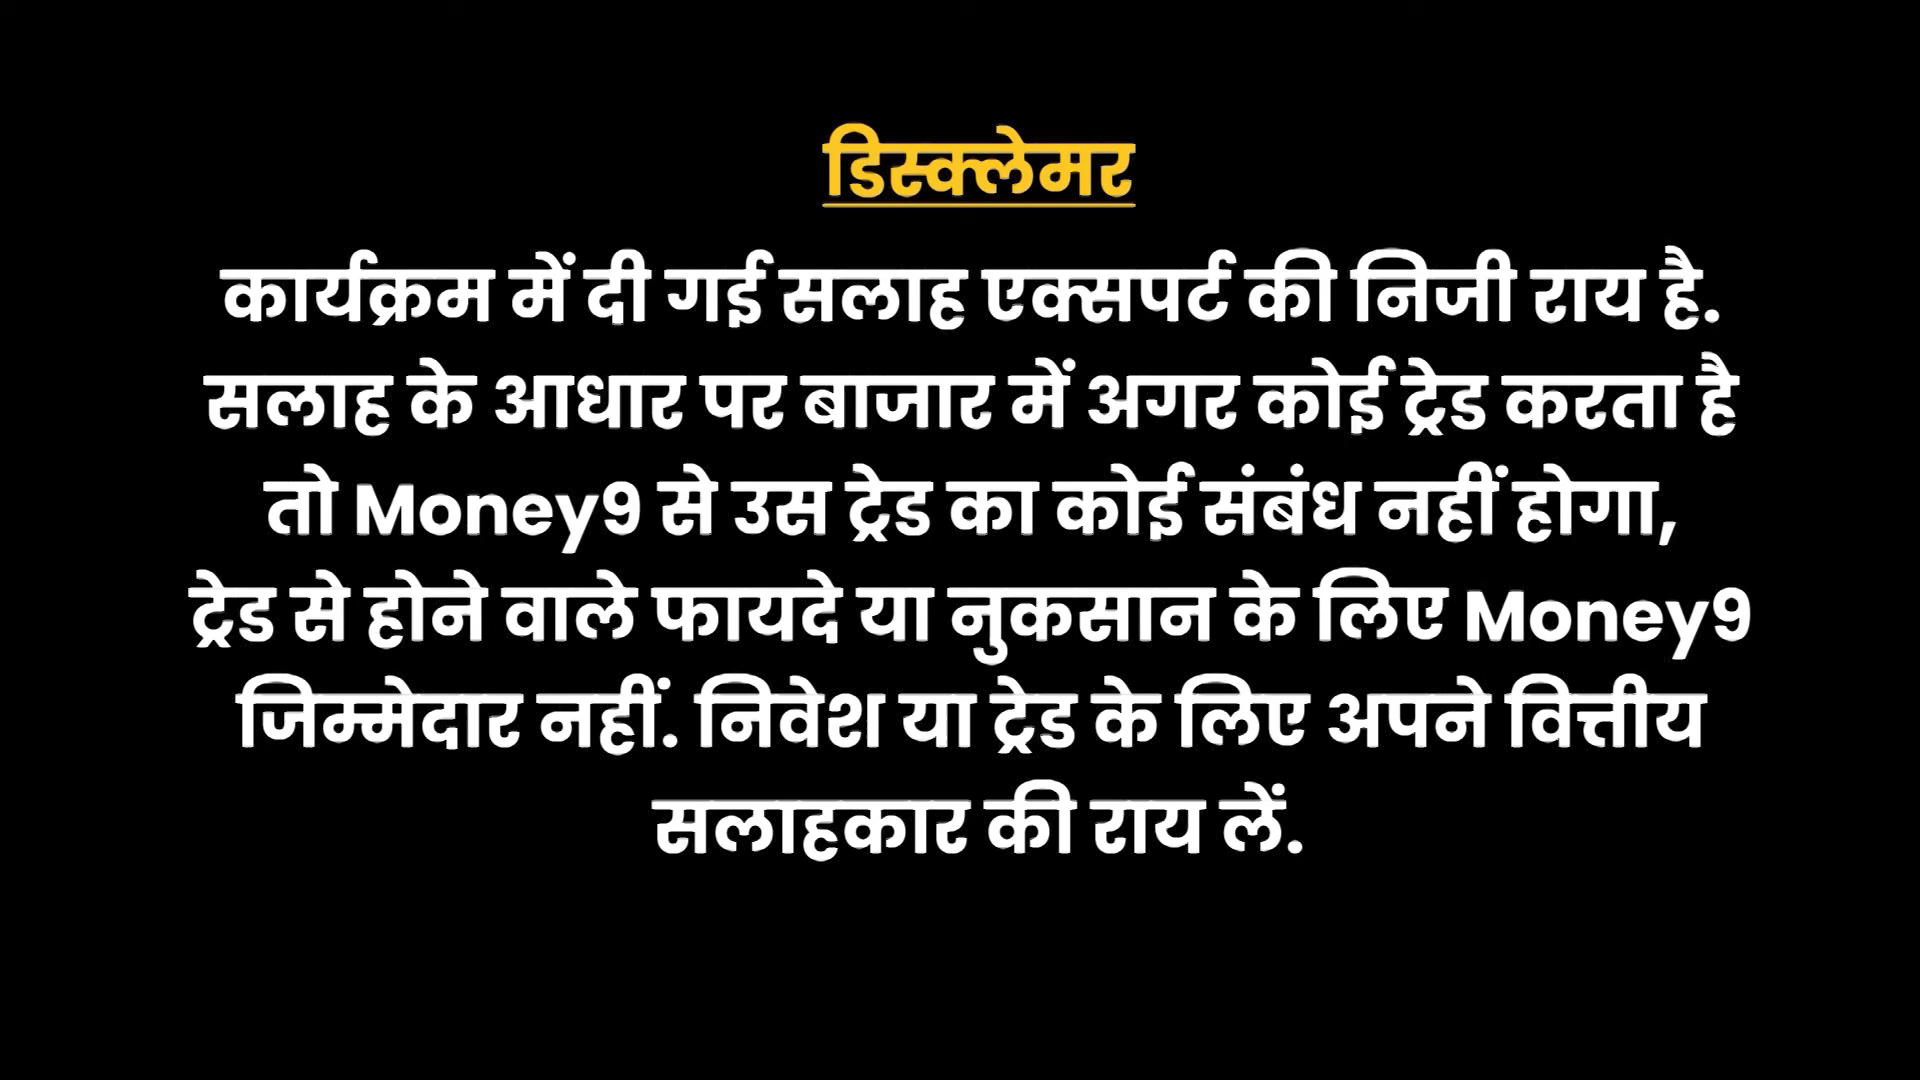 डिस्क्लेमर
कार्यक्रम में दी गई सलाह एक्सपर्ट की निजी राय है.
सलाह के आधार पर बाजार में अगर कोई ट्रेड करता है
तो Money9 से उस ट्रेड का कोई संबंध नहीं होगा,
ट्रेड से होने वाले फायदे या नुकसान के लिए Money9
जिम्मेदार नहीं. निवेश या ट्रेड के लिए अपने वित्तीय
सलाहकार की राय लें.